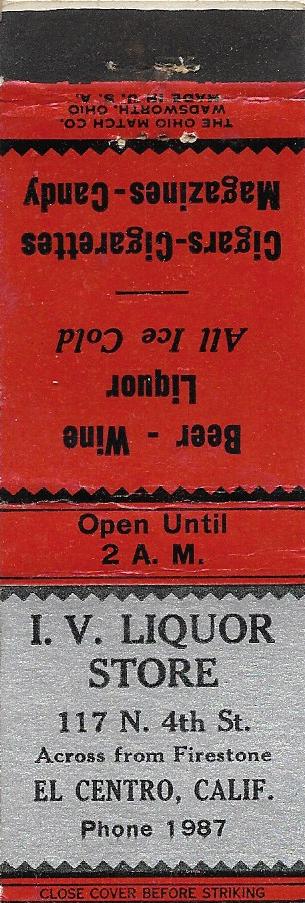 THE OHIO MATCH CO.
WADSWORTH, OHIO
MADE IN U. S. A.
Beer - Wine
Liquor
All Ice Cold
Cigars-Cigarettes
Magazines-Candy
Open Until
2 A. M.
I. V. LIQUOR
STORE
117 N. 4th St.
Across from Firestone
EL CENTRO, CALIF.
Phone 1987
CLOSE COVER BEFORE STRIKING